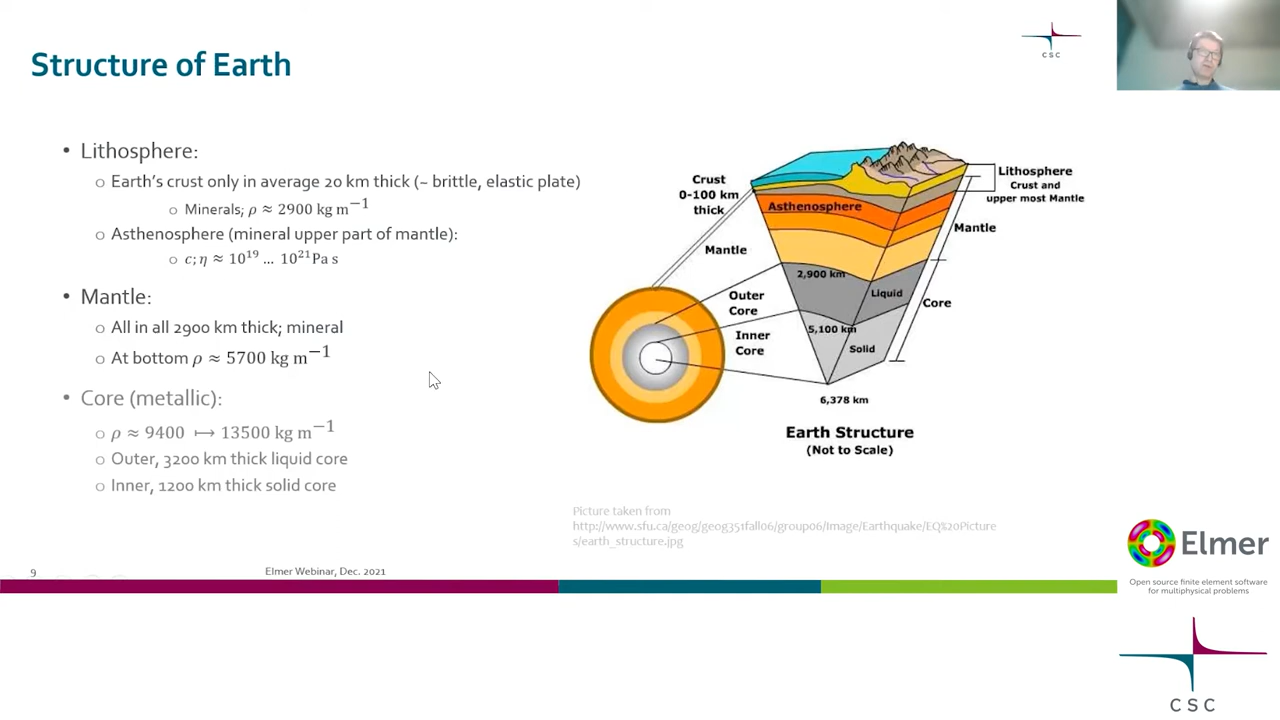 Structure of Earth
CSC
• Lithosphere:
o Earth's crust only in average 20 km thick (~ brittle, elastic plate)
o Minerals; ρ ≈ 2900 kg m⁻¹
o Asthenosphere (mineral upper part of mantle):
o c; η ≈ 10¹⁹ … 10²¹Pa s
• Mantle:
o All in all 2900 km thick; mineral
o At bottom ρ ≈ 5700 kg m⁻¹
• Core (metallic):
o ρ ≈ 9400 ↦ 13500 kg m⁻¹
o Outer, 3200 km thick liquid core
o Inner, 1200 km thick solid core
Crust
0-100 km
thick
Asthenosphere
Lithosphere
Crust and
upper most Mantle
Mantle
Mantle
2,900 km
Outer
Core
Liquid
Core
Inner
Core
5,100 km
Solid
6,378 km
Earth Structure
(Not to Scale)
Picture taken from
http://www.sfu.ca/geog/geog351fall06/group06/Image/Earthquake/EQ%20Picture
s/earth_structure.jpg
9
Elmer Webinar, Dec. 2021
Elmer
Open source finite element software
for multiphysical problems
CSC